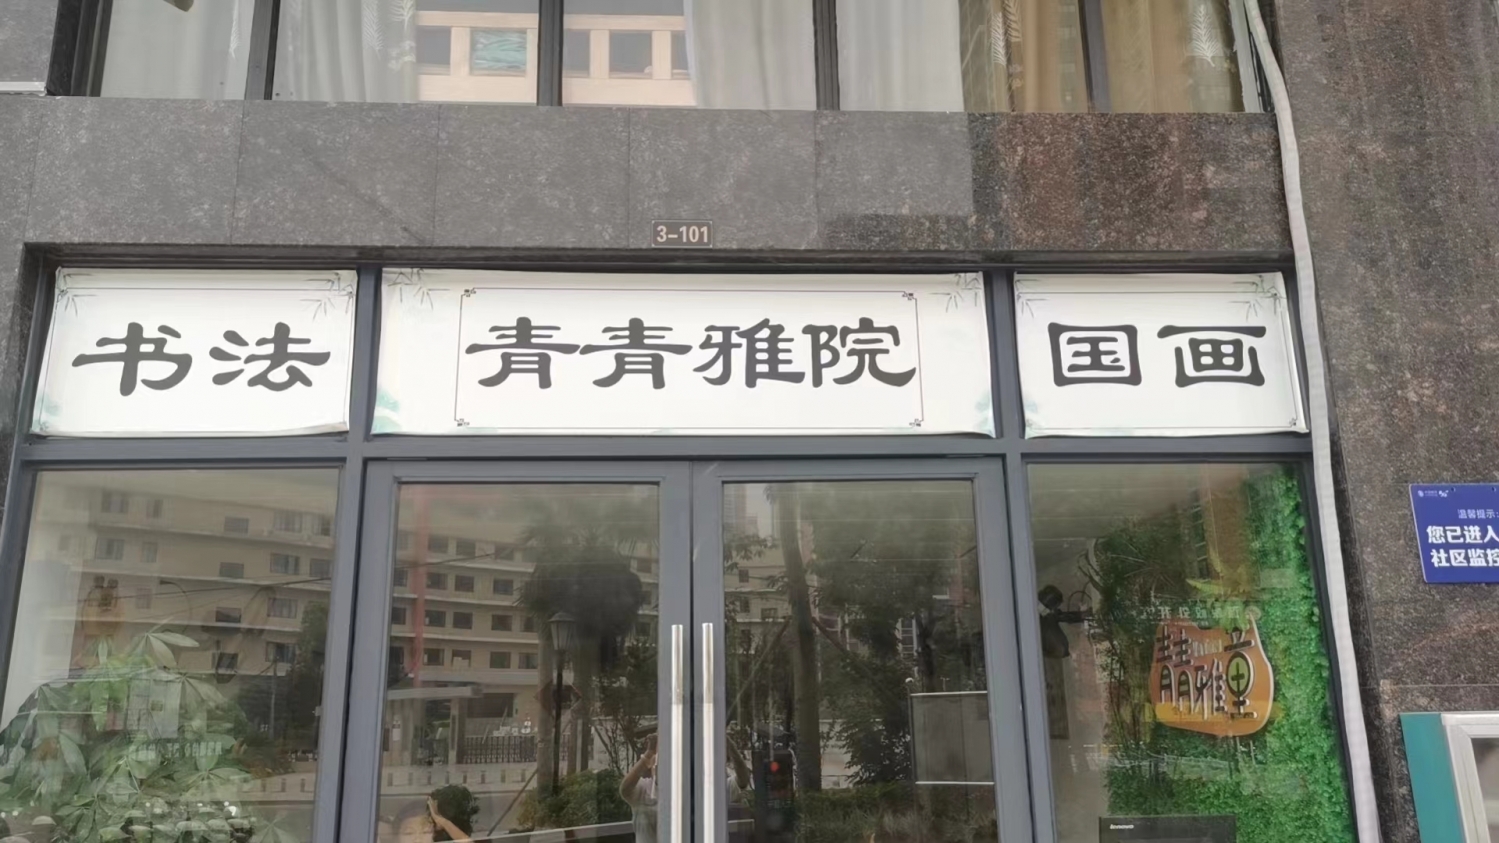 3-101
书法
青青雅院
国画
温馨提示:
您已进入
社区监控
青青雅童